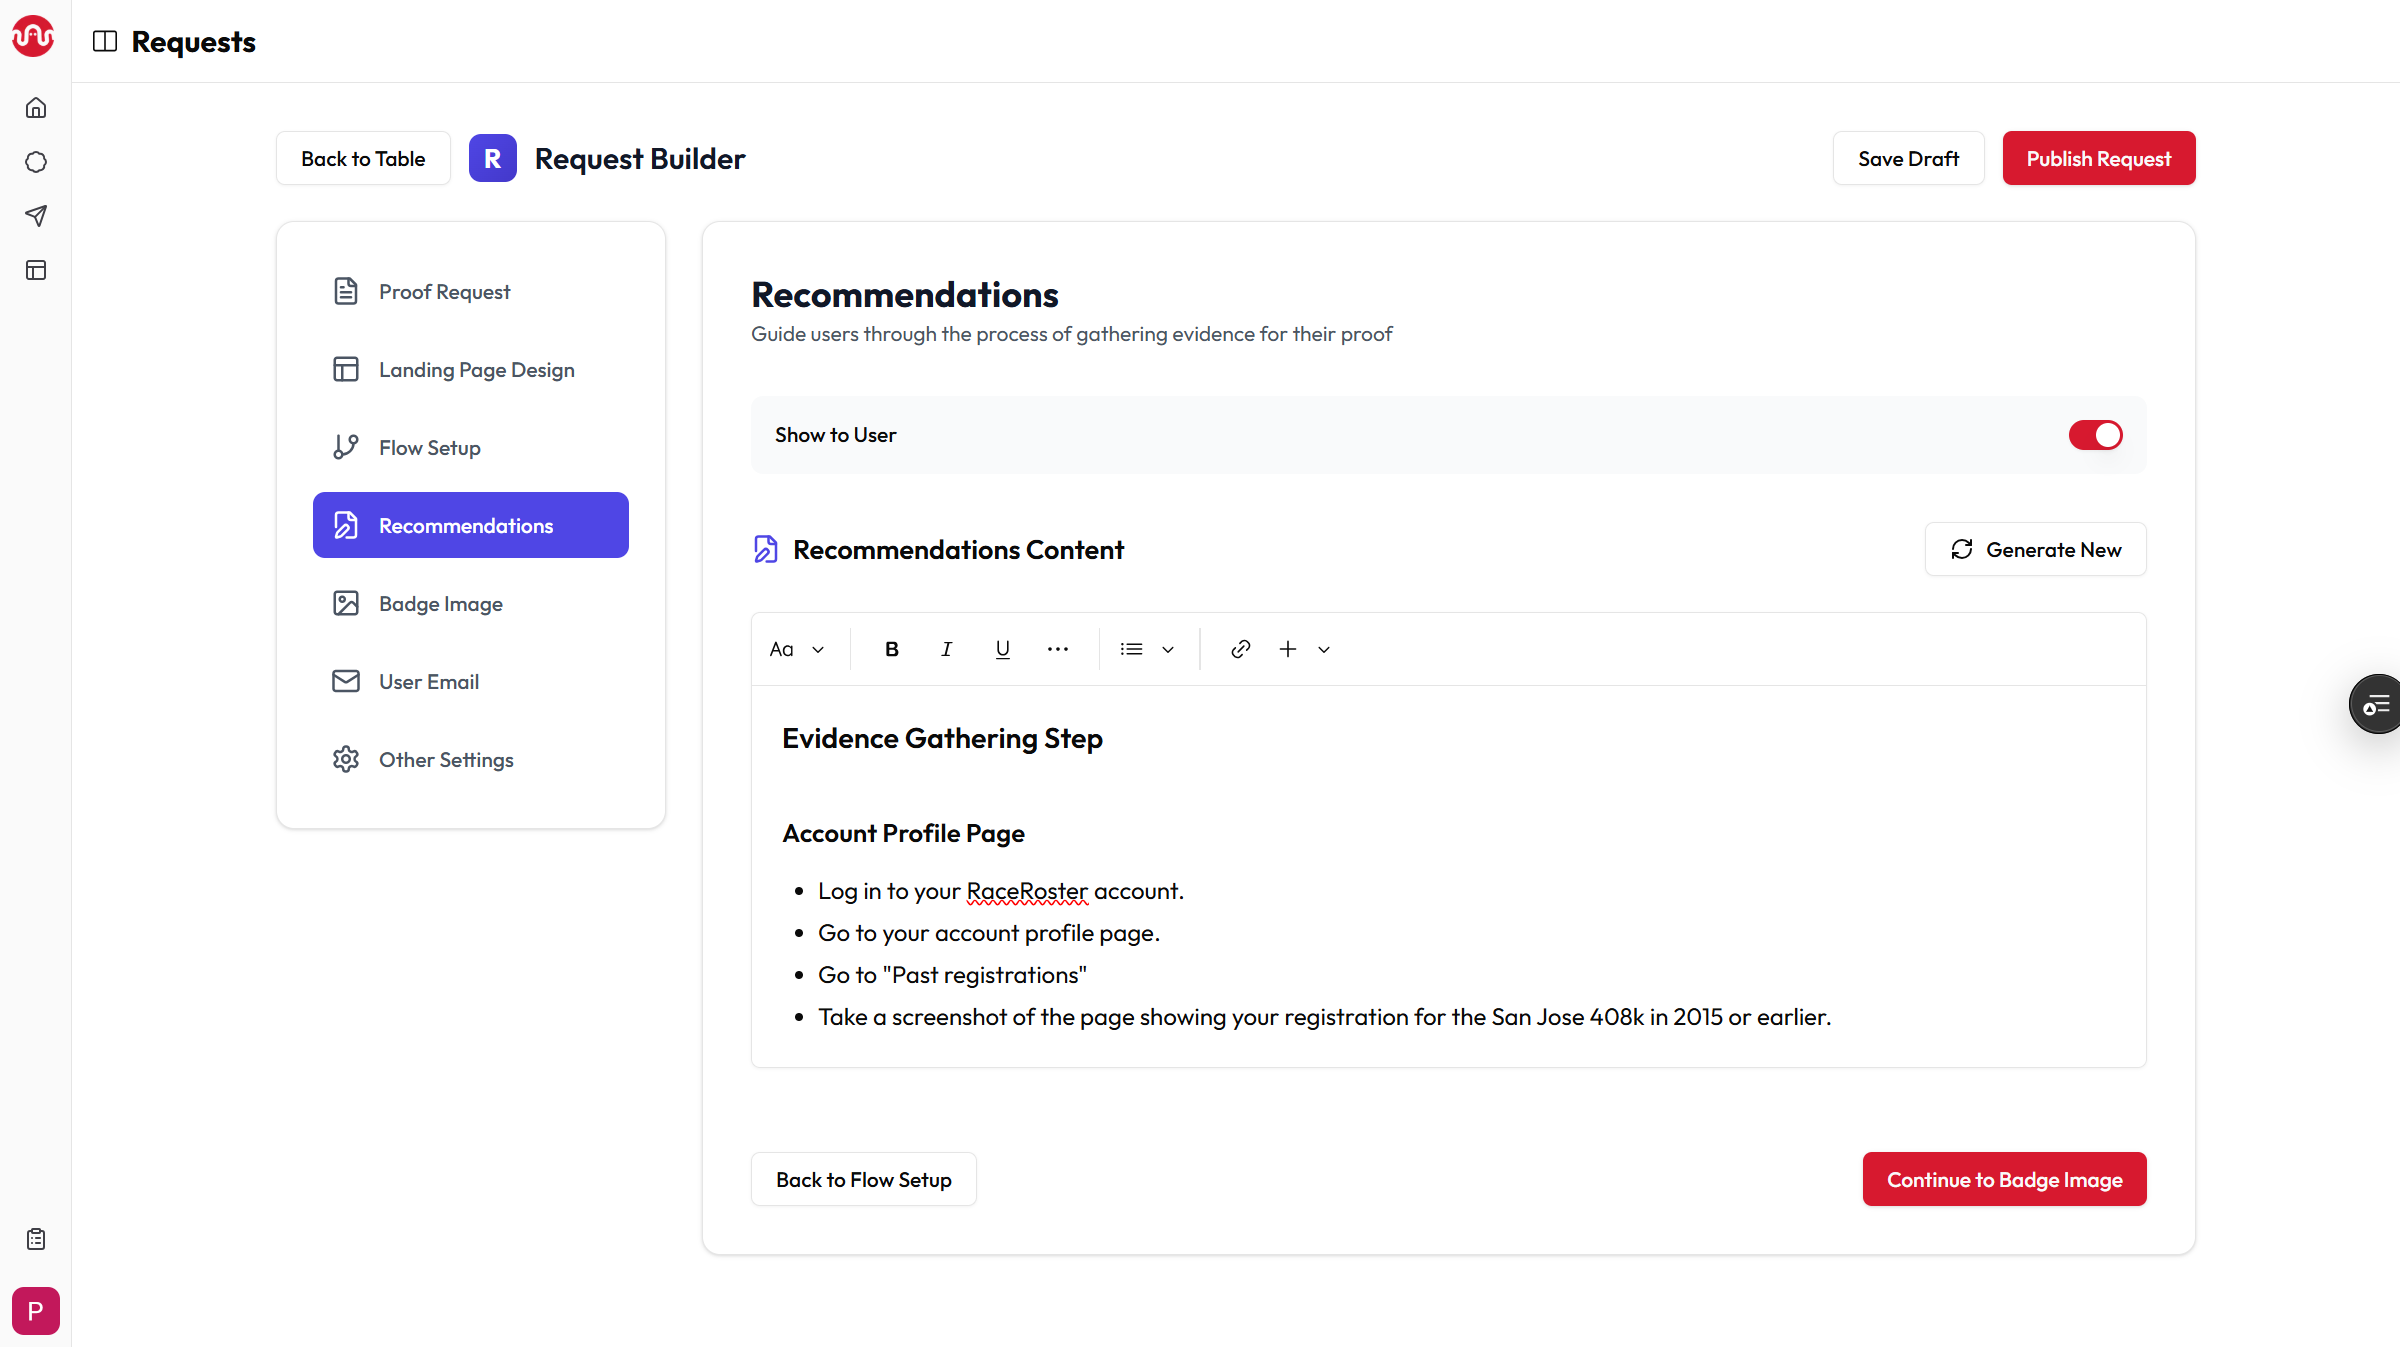 Requests
Back to Table
R
Request Builder
Save Draft
Publish Request
Proof Request
Landing Page Design
Flow Setup
Recommendations
Badge Image
User Email
Other Settings
Recommendations
Guide users through the process of gathering evidence for their proof
Show to User
Recommendations Content
Generate New
Aa
B I U
Evidence Gathering Step
Account Profile Page
Log in to your RaceRoster account.
Go to your account profile page.
Go to "Past registrations"
Take a screenshot of the page showing your registration for the San Jose 408k in 2015 or earlier.
Back to Flow Setup
Continue to Badge Image
P